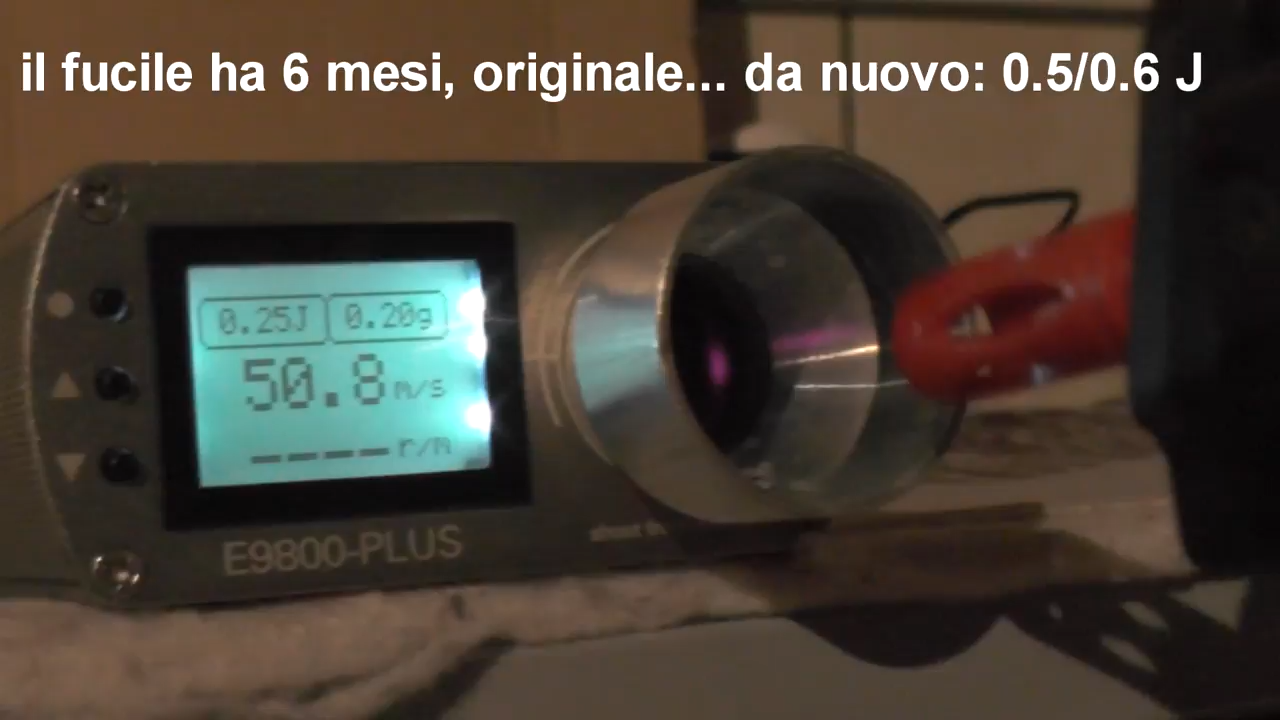 il fucile ha 6 mesi, originale... da nuovo: 0.5/0.6 J
0.25J 0.20g
50.8 m/s
---- r/m
E9800-PLUS